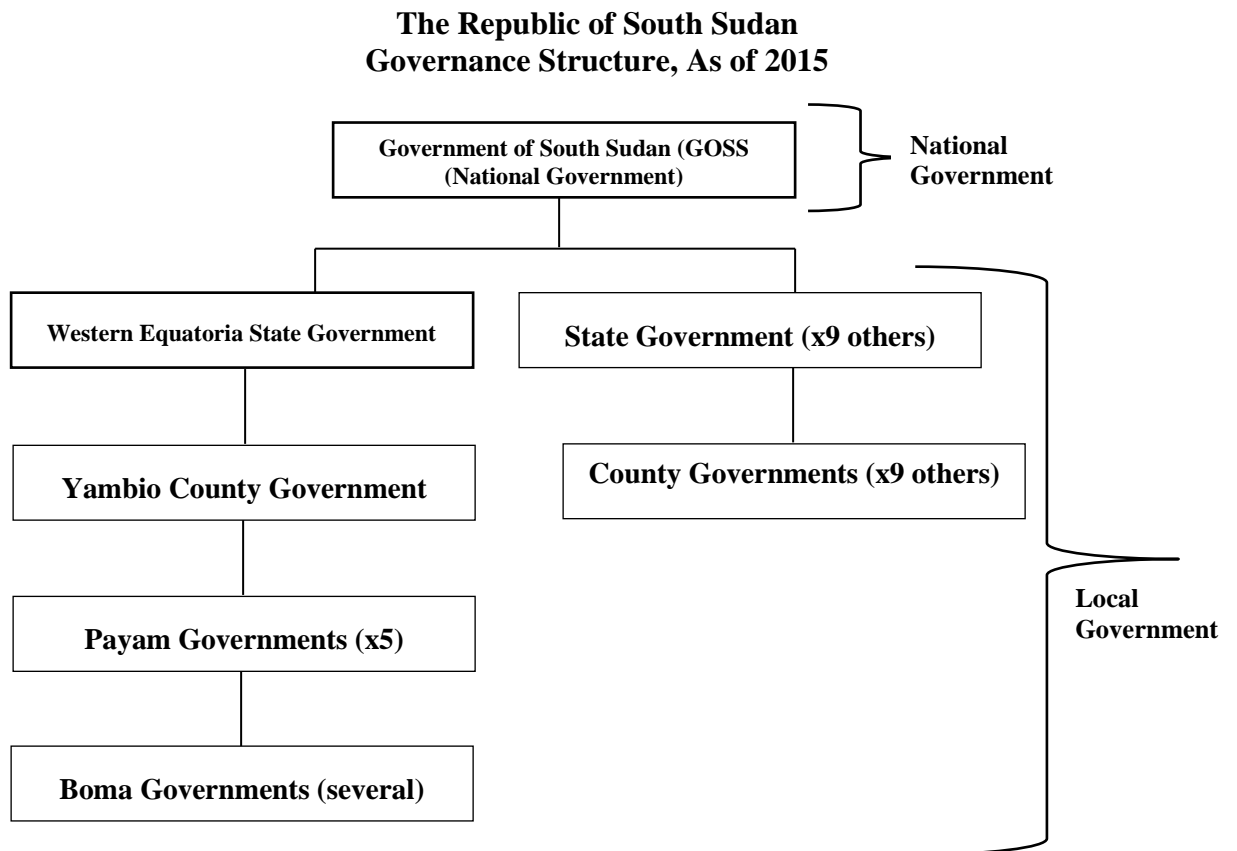 The Republic of South Sudan
Governance Structure, As of 2015
Government of South Sudan (GOSS
(National Government)
National
Government
Western Equatoria State Government
State Government (x9 others)
Yambio County Government
County Governments (x9 others)
Payam Governments (x5)
Local
Government
Boma Governments (several)